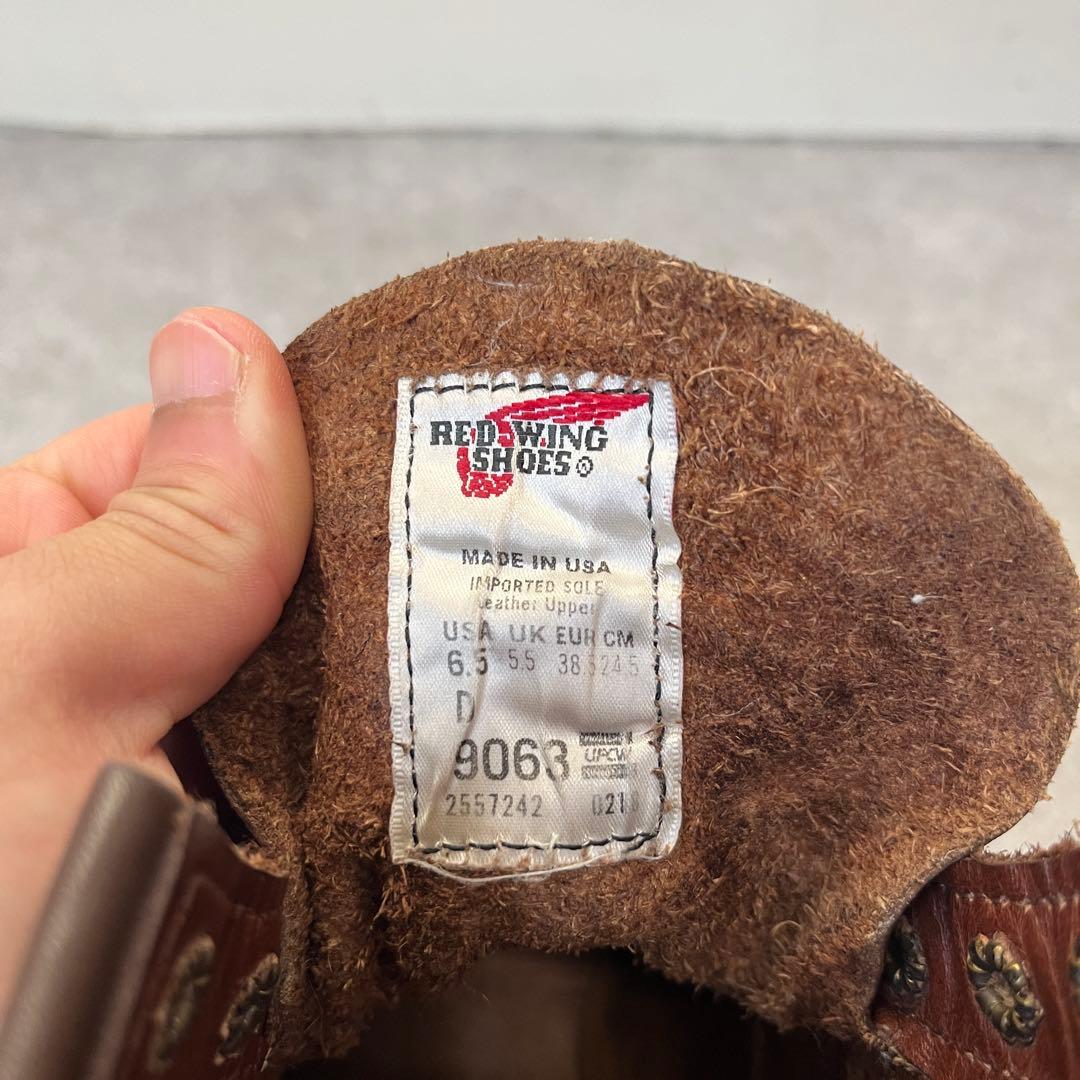 RED WING
SHOES®
MADE IN USA
IMPORTED SOLE
Leather Upper
USA UK EUR CM
6.5 5.5 38.5 24.5
D
9063 UFCW
2557242